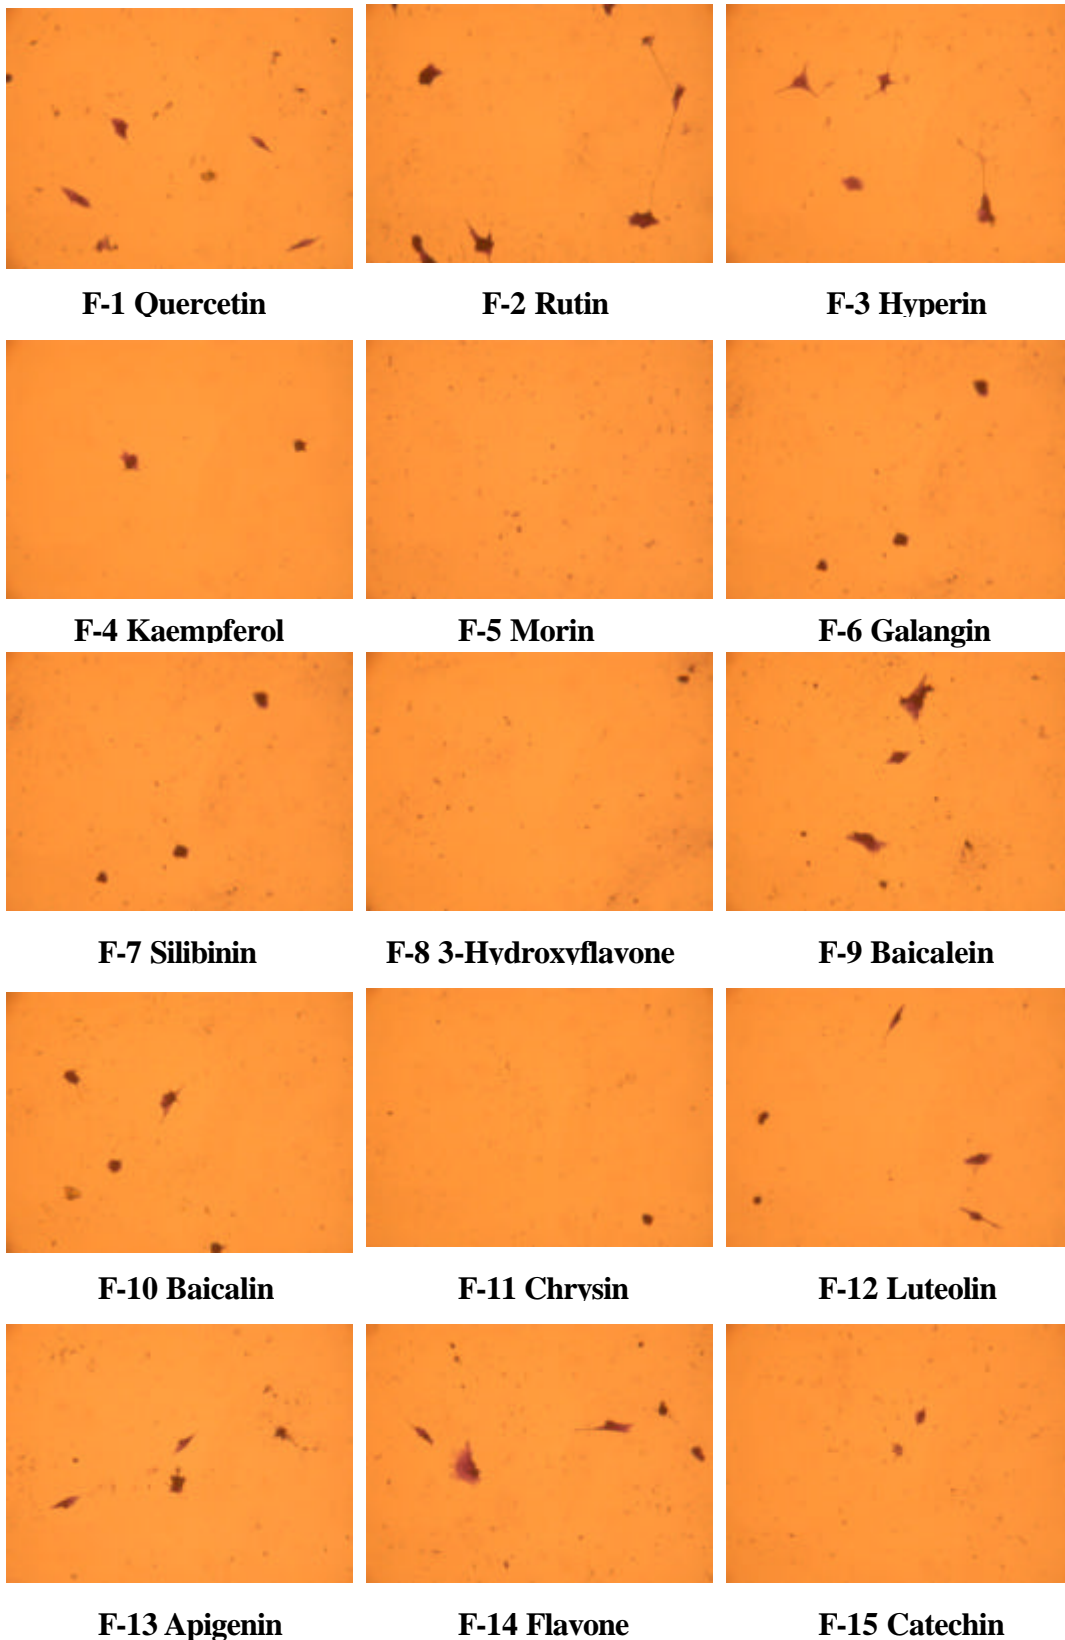 F-1 Quercetin
F-2 Rutin
F-3 Hyperin
F-4 Kaempferol
F-5 Morin
F-6 Galangin
F-7 Silibinin
F-8 3-Hydroxyflavone
F-9 Baicalein
F-10 Baicalin
F-11 Chrysin
F-12 Luteolin
F-13 Apigenin
F-14 Flavone
F-15 Catechin